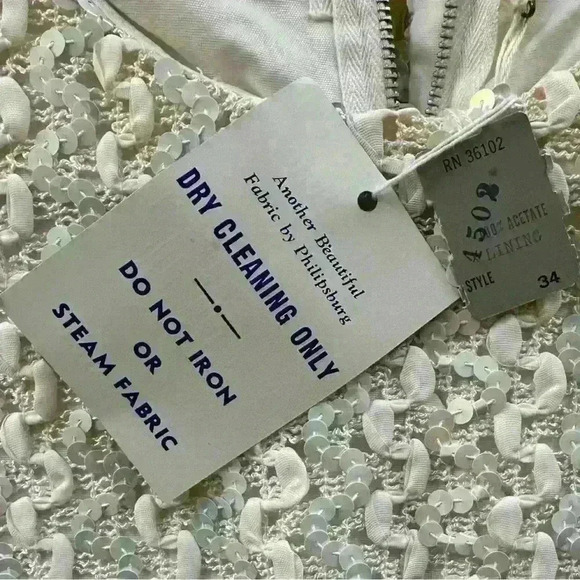 Another Beautiful
Fabric by Philipsburg
DRY CLEANING ONLY
DO NOT IRON
OR
STEAM FABRIC
RN 36102
4502
100% ACETATE
LINING
STYLE 34